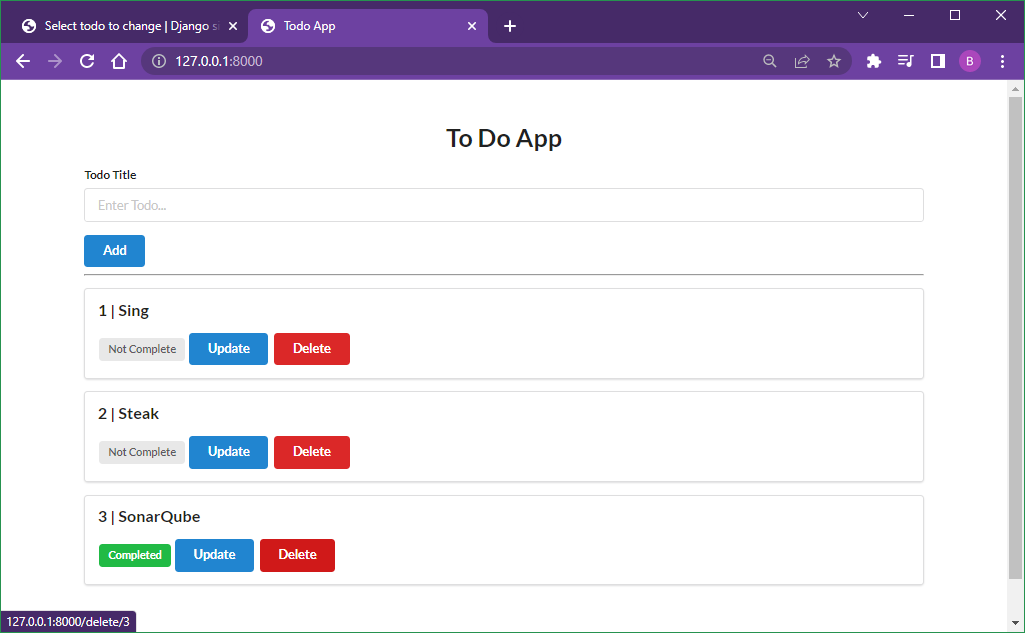 Select todo to change | Django si
Todo App
127.0.0.1:8000
B
To Do App
Todo Title
Enter Todo...
Add
1 | Sing
Not Complete Update Delete
2 | Steak
Not Complete Update Delete
3 | SonarQube
Completed Update Delete
127.0.0.1:8000/delete/3